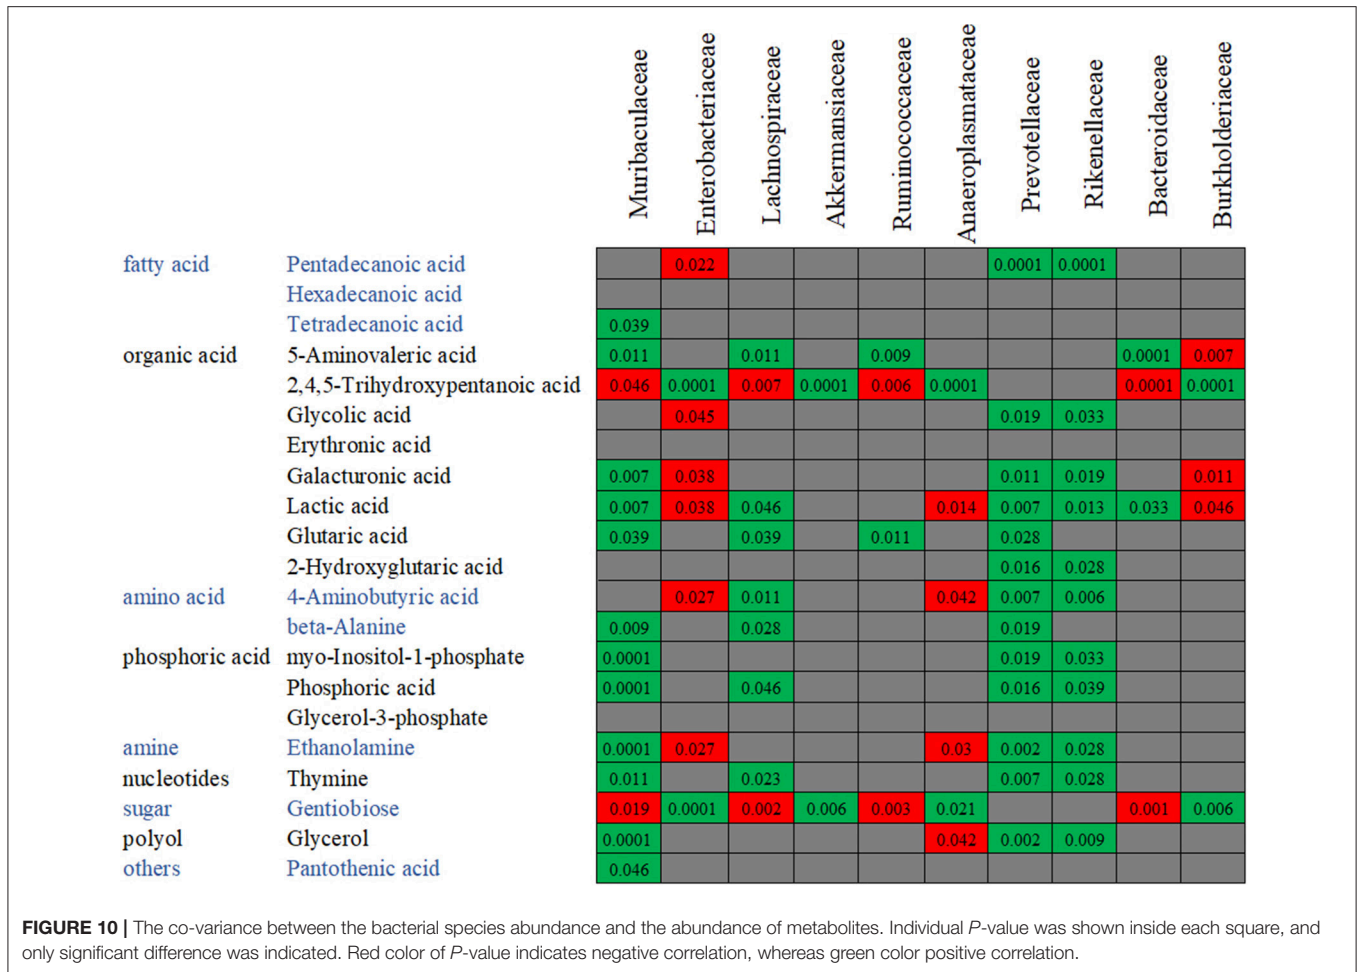 Muribaculaceae Enterobacteriaceae Lachnospiraceae Akkermansiaceae Ruminococcaceae Anaeroplasmataceae Prevotellaceae Rikenellaceae Bacteroidaceae Burkholderiaceae
fatty acid Pentadecanoic acid 0.022 0.0001 0.0001
Hexadecanoic acid
Tetradecanoic acid 0.039
organic acid 5-Aminovaleric acid 0.011 0.011 0.009 0.0001 0.007
2,4,5-Trihydroxypentanoic acid 0.046 0.0001 0.007 0.0001 0.006 0.0001 0.0001 0.0001
Glycolic acid 0.045 0.019 0.033
Erythronic acid
Galacturonic acid 0.007 0.038 0.011 0.019 0.011
Lactic acid 0.007 0.038 0.046 0.014 0.007 0.013 0.033 0.046
Glutaric acid 0.039 0.039 0.011 0.028
2-Hydroxyglutaric acid 0.016 0.028
amino acid 4-Aminobutyric acid 0.027 0.011 0.042 0.007 0.006
beta-Alanine 0.009 0.028 0.019
phosphoric acid myo-Inositol-1-phosphate 0.0001 0.019 0.033
Phosphoric acid 0.0001 0.046 0.016 0.039
Glycerol-3-phosphate
amine Ethanolamine 0.0001 0.027 0.03 0.002 0.028
nucleotides Thymine 0.011 0.023 0.007 0.028
sugar Gentiobiose 0.019 0.0001 0.002 0.006 0.003 0.021 0.001 0.006
polyol Glycerol 0.0001 0.042 0.002 0.009
others Pantothenic acid 0.046
FIGURE 10 | The co-variance between the bacterial species abundance and the abundance of metabolites. Individual P-value was shown inside each square, and
only significant difference was indicated. Red color of P-value indicates negative correlation, whereas green color positive correlation.